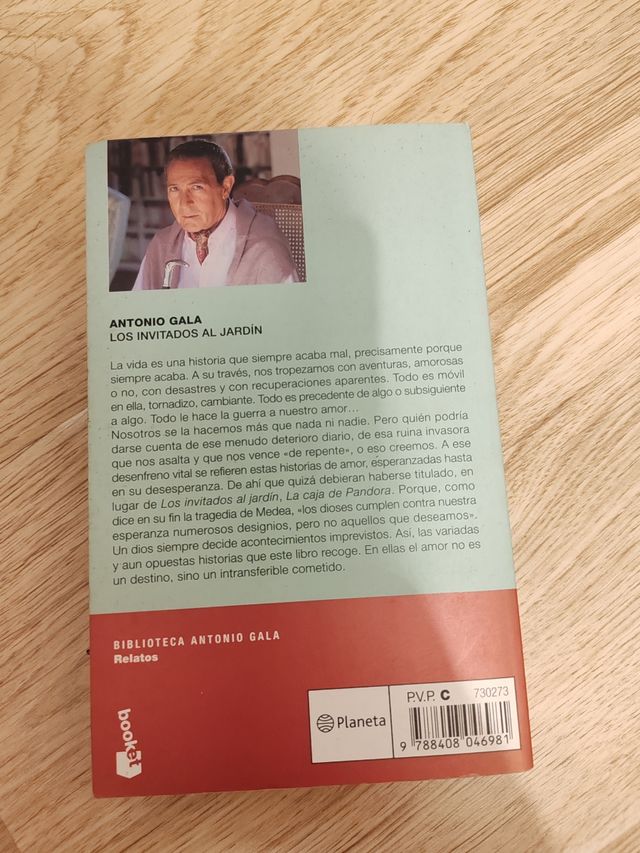 ANTONIO GALA
LOS INVITADOS AL JARDÍN
La vida es una historia que siempre acaba mal, precisamente porque
siempre acaba. A su través, nos tropezamos con aventuras, amorosas
o no, con desastres y con recuperaciones aparentes. Todo es móvil
en ella, tornadizo, cambiante. Todo es precedente de algo o subsiguiente
a algo. Todo le hace la guerra a nuestro amor...
Nosotros se la hacemos más que nada ni nadie. Pero quién podría
darse cuenta de ese menudo deterioro diario, de esa ruina invasora
que nos asalta y que nos vence «de repente», o eso creemos. A ese
desenfreno vital se refieren estas historias de amor, esperanzadas hasta
en su desesperanza. De ahí que quizá debieran haberse titulado, en
lugar de Los invitados al jardín, La caja de Pandora. Porque, como
dice en su fin la tragedia de Medea, «los dioses cumplen contra nuestra
esperanza numerosos designios, pero no aquellos que deseamos».
Un dios siempre decide acontecimientos imprevistos. Así, las variadas
y aun opuestas historias que este libro recoge. En ellas el amor no es
un destino, sino un intransferible cometido.
BIBLIOTECA ANTONIO GALA
Relatos
booket
Planeta
P.V.P. C 730273
9 788408 046981